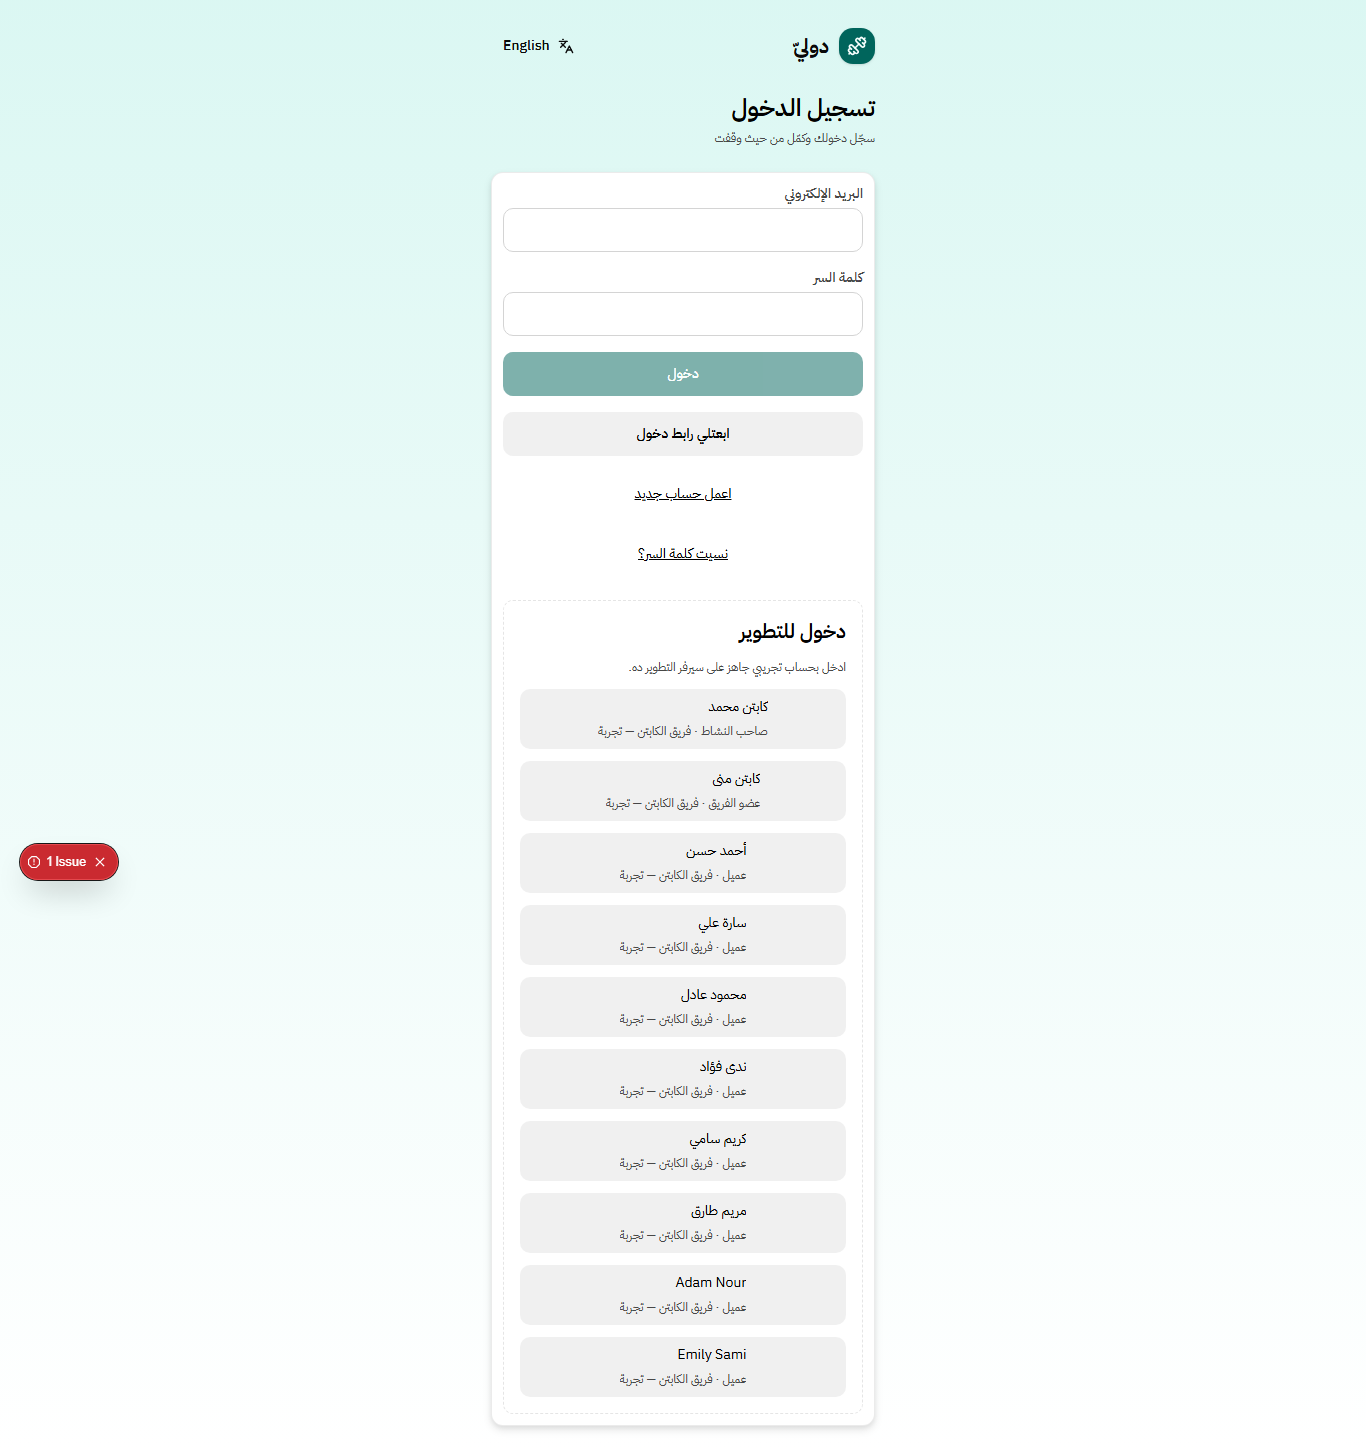 دوليّ
English
تسجيل الدخول
سجّل دخولك وكمّل من حيث وقفت
البريد الإلكتروني
كلمة السر
دخول
ابعتلي رابط دخول
اعمل حساب جديد
نسيت كلمة السر؟
دخول للتطوير
ادخل بحساب تجريبي جاهز على سيرفر التطوير ده.
كابتن محمد
صاحب النشاط · فريق الكابتن — تجربة
كابتن منى
عضو الفريق · فريق الكابتن — تجربة
أحمد حسن
عميل · فريق الكابتن — تجربة
سارة علي
عميل · فريق الكابتن — تجربة
محمود عادل
عميل · فريق الكابتن — تجربة
ندى فؤاد
عميل · فريق الكابتن — تجربة
كريم سامي
عميل · فريق الكابتن — تجربة
مريم طارق
عميل · فريق الكابتن — تجربة
Adam Nour
عميل · فريق الكابتن — تجربة
Emily Sami
عميل · فريق الكابتن — تجربة
1 Issue